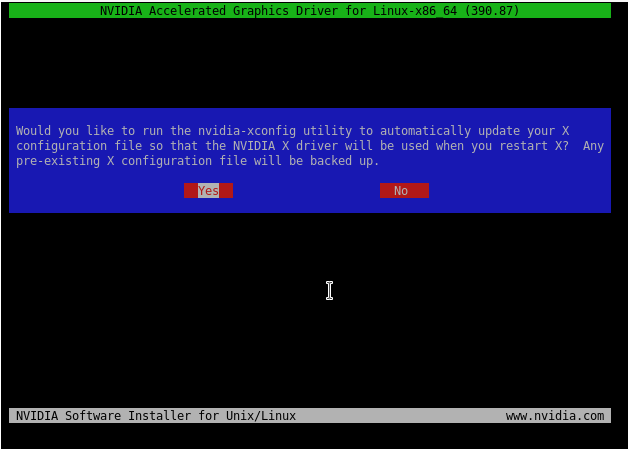 NVIDIA Accelerated Graphics Driver for Linux-x86_64 (390.87)
Would you like to run the nvidia-xconfig utility to automatically update your X
configuration file so that the NVIDIA X driver will be used when you restart X?  Any
pre-existing X configuration file will be backed up.
Yes No
NVIDIA Software Installer for Unix/Linux www.nvidia.com